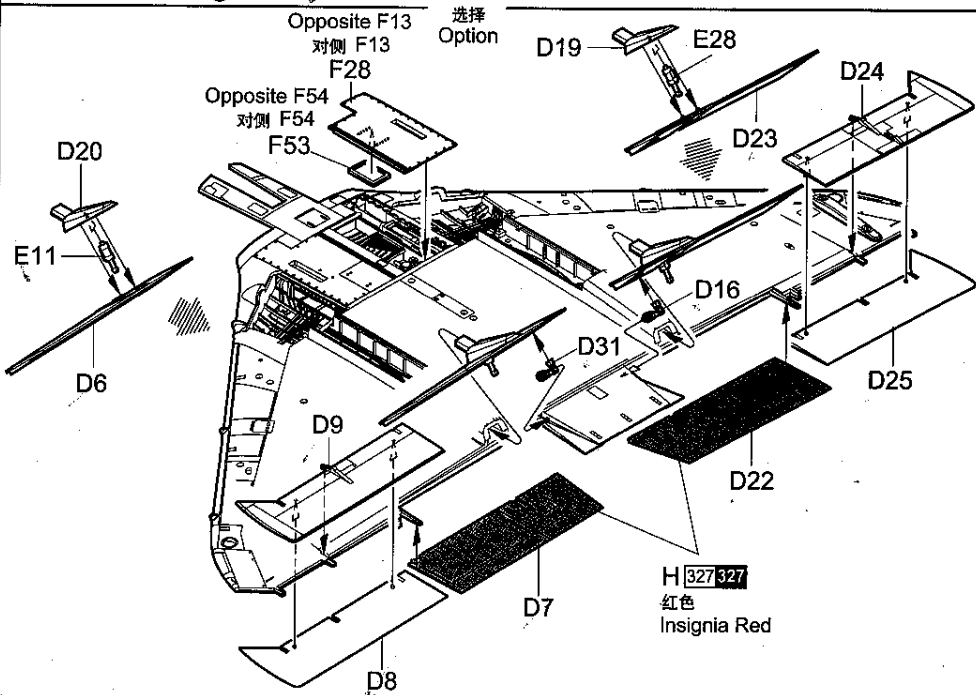 选择
Option
Opposite F13
对侧 F13
F28
Opposite F54
对侧 F54
F53
D19
E28
D24
D23
D20
E11
D6
D16
D31
D25
D9
D22
D7
H 327 327
红色
Insignia Red
D8